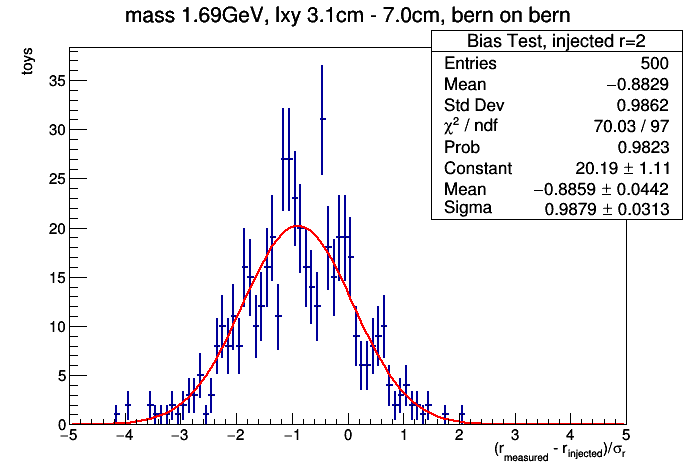 mass 1.69GeV, lxy 3.1cm - 7.0cm, bern on bern
Bias Test, injected r=2
Entries 500
Mean −0.8829
Std Dev 0.9862
χ² / ndf 70.03 / 97
Prob 0.9823
Constant 20.19 ± 1.11
Mean −0.8859 ± 0.0442
Sigma 0.9879 ± 0.0313
toys
35
30
25
20
15
10
5
0
−5 −4 −3 −2 −1 0 1 2 3 4 5
(r_measured - r_injected)/σ_r